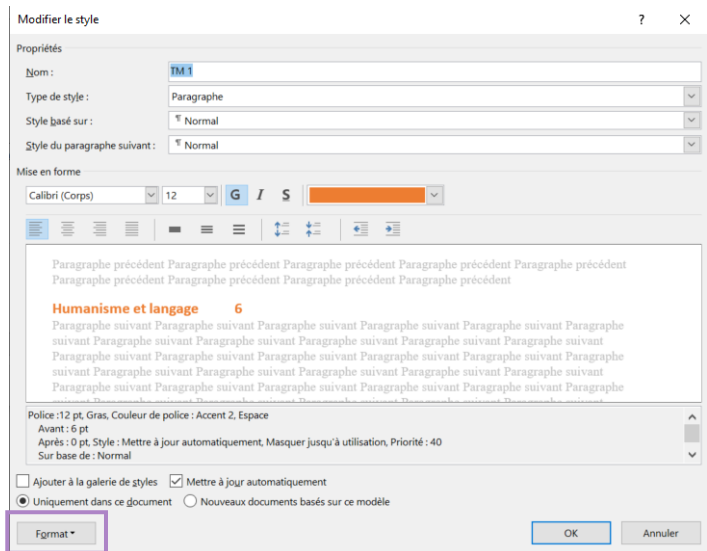 Modifier le style ? ×
Propriétés
Nom : TM 1
Type de style : Paragraphe
Style basé sur : ¶ Normal
Style du paragraphe suivant : ¶ Normal
Mise en forme
Calibri (Corps) 12 G I S
Paragraphe précédent Paragraphe précédent Paragraphe précédent Paragraphe précédent Paragraphe précédent
Paragraphe précédent Paragraphe précédent Paragraphe précédent Paragraphe précédent
Humanisme et langage 6
Paragraphe suivant Paragraphe suivant Paragraphe suivant Paragraphe suivant Paragraphe suivant Paragraphe
suivant Paragraphe suivant Paragraphe suivant Paragraphe suivant Paragraphe suivant Paragraphe suivant
Paragraphe suivant Paragraphe suivant Paragraphe suivant Paragraphe suivant Paragraphe suivant Paragraphe
suivant Paragraphe suivant Paragraphe suivant Paragraphe suivant Paragraphe suivant Paragraphe suivant
Paragraphe suivant Paragraphe suivant Paragraphe suivant Paragraphe suivant Paragraphe suivant Paragraphe
Police :12 pt, Gras, Couleur de police : Accent 2, Espace
Avant : 6 pt
Après : 0 pt, Style : Mettre à jour automatiquement, Masquer jusqu'à utilisation, Priorité : 40
Sur base de : Normal
Ajouter à la galerie de styles Mettre à jour automatiquement
Uniquement dans ce document Nouveaux documents basés sur ce modèle
Format OK Annuler